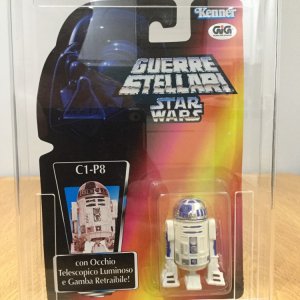 Kenner
GiG
GUERRE
STELLARI
STAR
WARS
C1-P8
con Occhio
Telescopico Luminoso
e Gamba Retraibile!